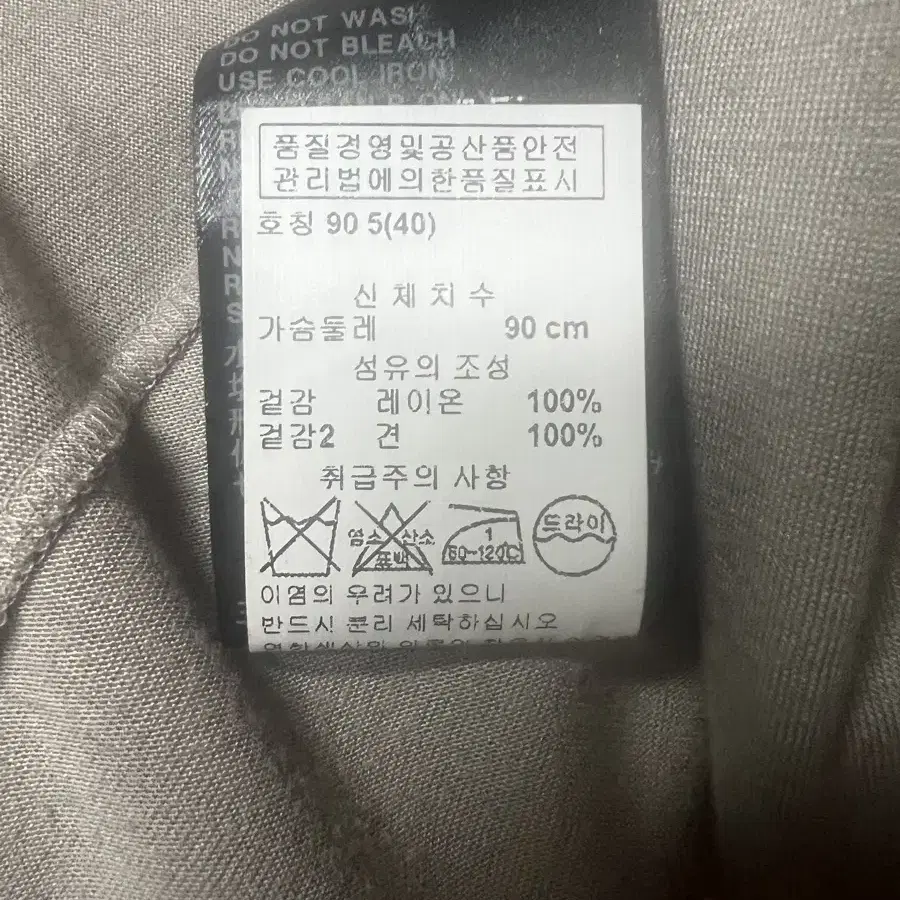 DO NOT WASH
DO NOT BLEACH
USE COOL IRON
품질경영및공산품안전
관리법에의한품질표시
호칭 90 5(40)
신체치수
가슴둘레 90 cm
섬유의 조성
겉감 레이온 100%
겉감2 견 100%
취급주의 사항
염소 산소
표백
1
80~120℃
드라이
이염의 우려가 있으니
반드시 분리 세탁하십시오